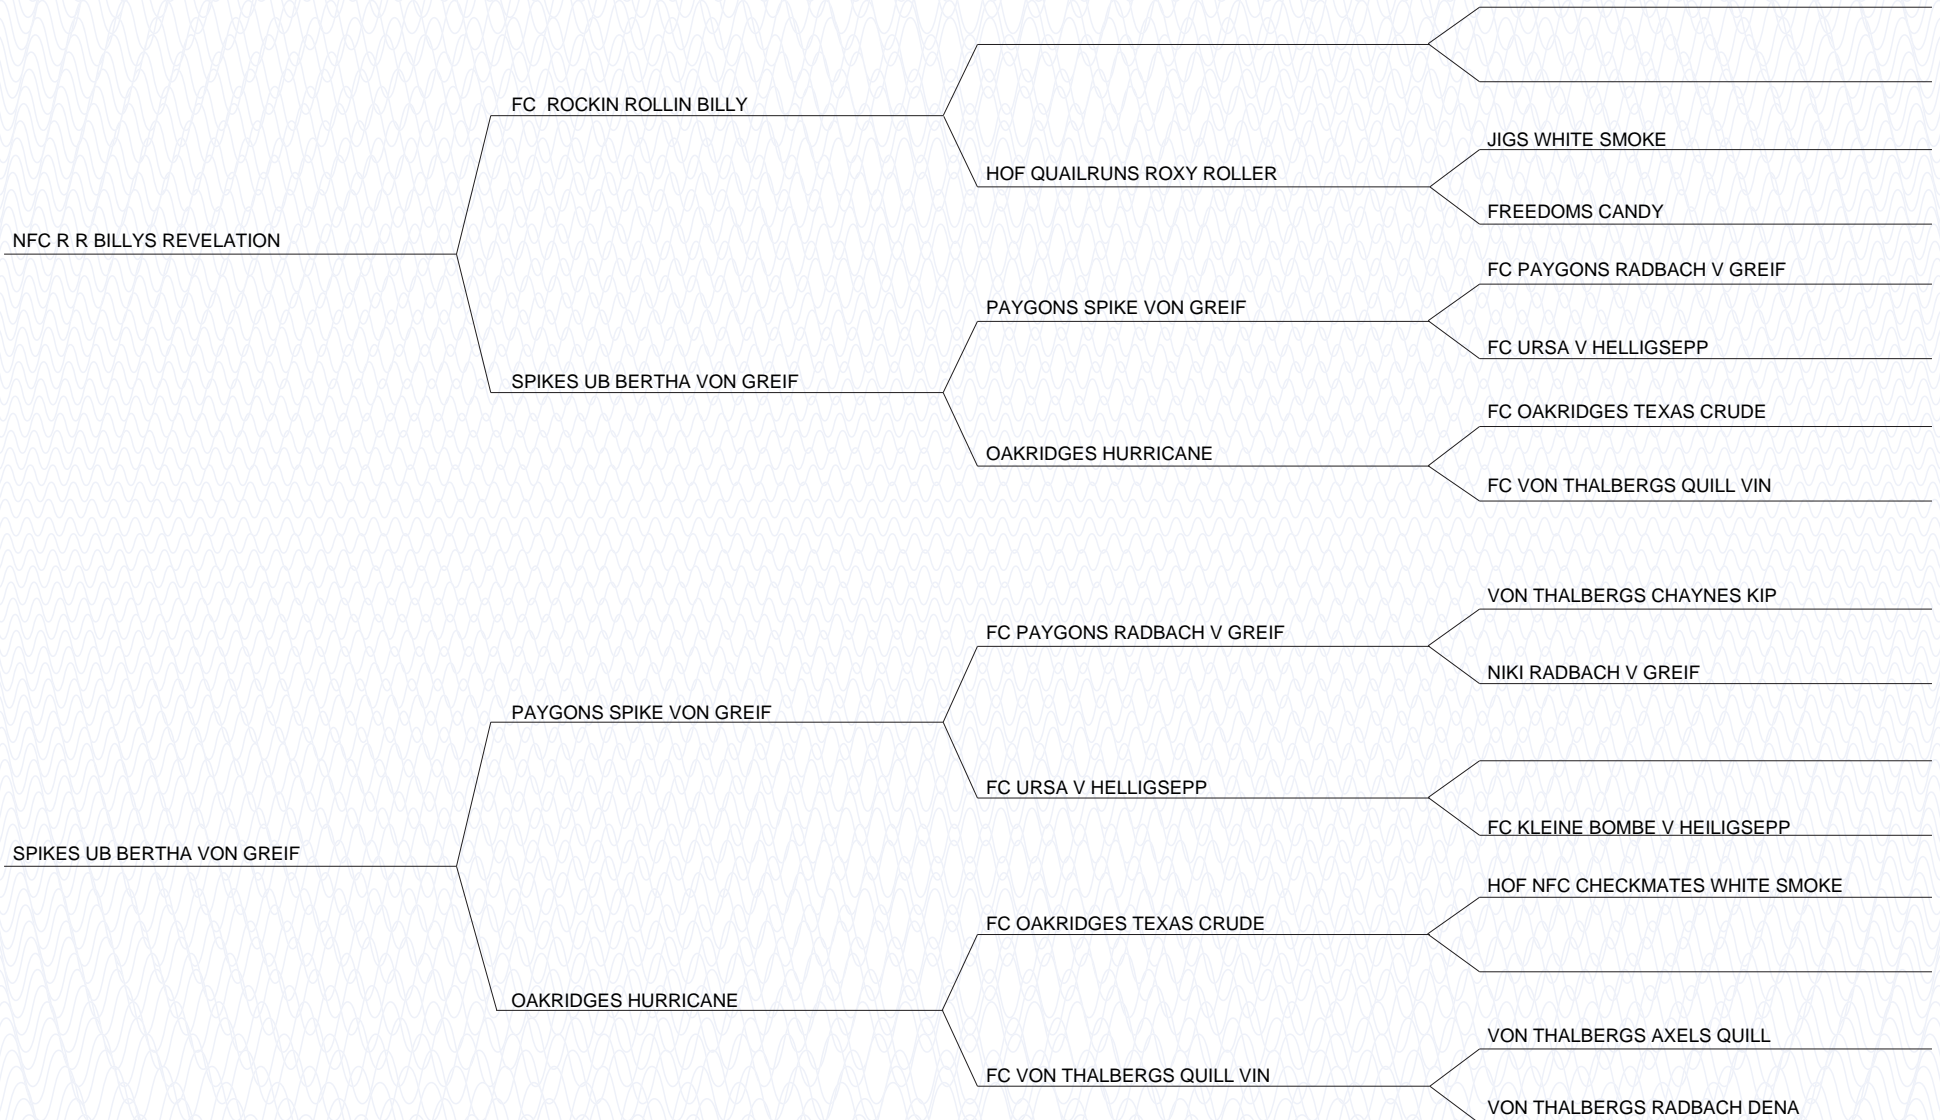 FC  ROCKIN ROLLIN BILLY
JIGS WHITE SMOKE
HOF QUAILRUNS ROXY ROLLER
FREEDOMS CANDY
NFC R R BILLYS REVELATION
FC PAYGONS RADBACH V GREIF
PAYGONS SPIKE VON GREIF
FC URSA V HELLIGSEPP
SPIKES UB BERTHA VON GREIF
FC OAKRIDGES TEXAS CRUDE
OAKRIDGES HURRICANE
FC VON THALBERGS QUILL VIN
VON THALBERGS CHAYNES KIP
FC PAYGONS RADBACH V GREIF
NIKI RADBACH V GREIF
PAYGONS SPIKE VON GREIF
FC URSA V HELLIGSEPP
FC KLEINE BOMBE V HEILIGSEPP
SPIKES UB BERTHA VON GREIF
HOF NFC CHECKMATES WHITE SMOKE
FC OAKRIDGES TEXAS CRUDE
OAKRIDGES HURRICANE
VON THALBERGS AXELS QUILL
FC VON THALBERGS QUILL VIN
VON THALBERGS RADBACH DENA